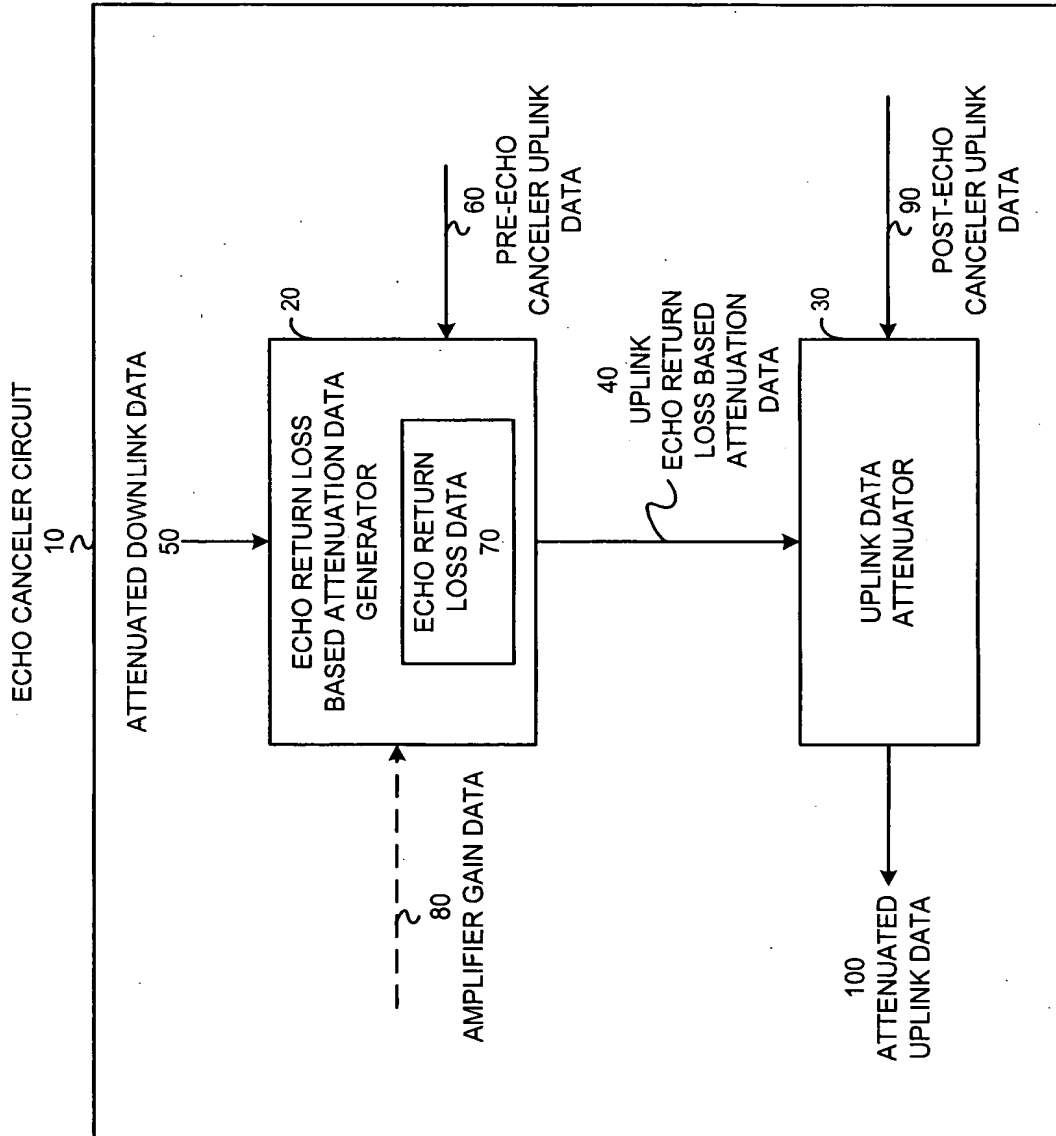 ECHO CANCELER CIRCUIT
10
ATTENUATED DOWN LINK DATA
50
20
ECHO RETURN LOSS
BASED ATTENUATION DATA
GENERATOR
ECHO RETURN
LOSS DATA
70
60
PRE-ECHO
CANCELER UPLINK
DATA
80
AMPLIFIER GAIN DATA
40
UPLINK
ECHO RETURN
LOSS BASED
ATTENUATION
DATA
30
UPLINK DATA
ATTENUATOR
90
POST-ECHO
CANCELER UPLINK
DATA
100
ATTENUATED
UPLINK DATA